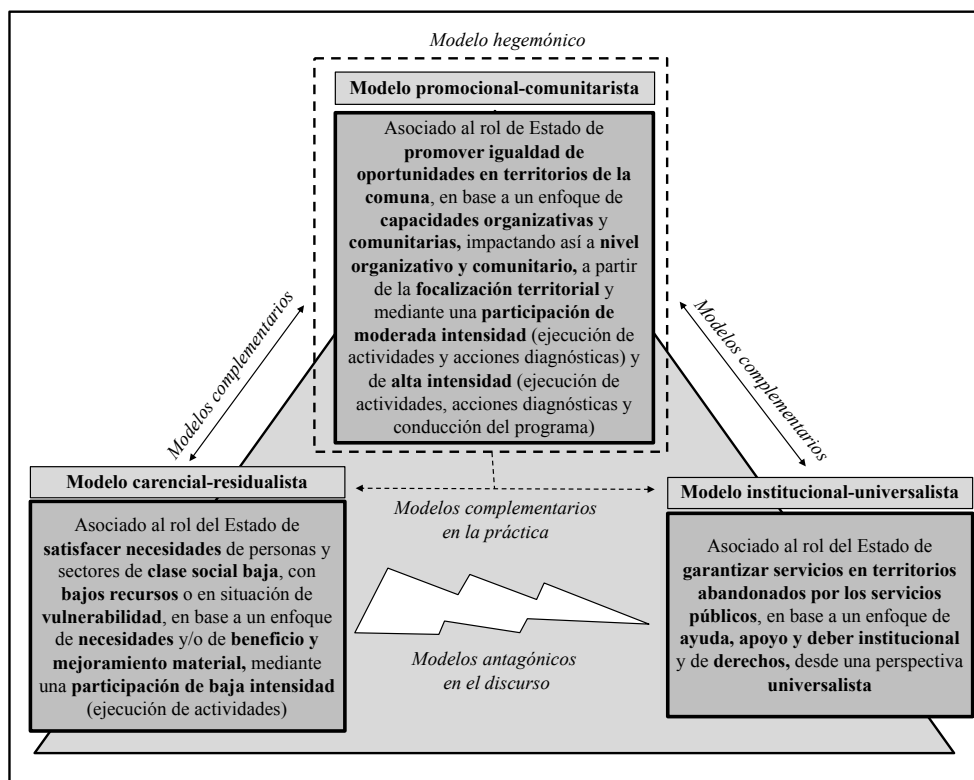 Modelo hegemónico
Modelo promocional-comunitarista
Asociado al rol de Estado de
promover igualdad de
oportunidades en territorios de la
comuna, en base a un enfoque de
capacidades organizativas y
comunitarias, impactando así a nivel
organizativo y comunitario, a partir
de la focalización territorial y
mediante una participación de
moderada intensidad (ejecución de
actividades y acciones diagnósticas) y
de alta intensidad (ejecución de
actividades, acciones diagnósticas y
conducción del programa)
Modelos complementarios
Modelos complementarios
Modelo carencial-residualista
Asociado al rol del Estado de
satisfacer necesidades de personas y
sectores de clase social baja, con
bajos recursos o en situación de
vulnerabilidad, en base a un enfoque
de necesidades y/o de beneficio y
mejoramiento material, mediante
una participación de baja intensidad
(ejecución de actividades)
Modelos complementarios
en la práctica
Modelos antagónicos
en el discurso
Modelo institucional-universalista
Asociado al rol del Estado de
garantizar servicios en territorios
abandonados por los servicios
públicos, en base a un enfoque de
ayuda, apoyo y deber institucional
y de derechos, desde una perspectiva
universalista